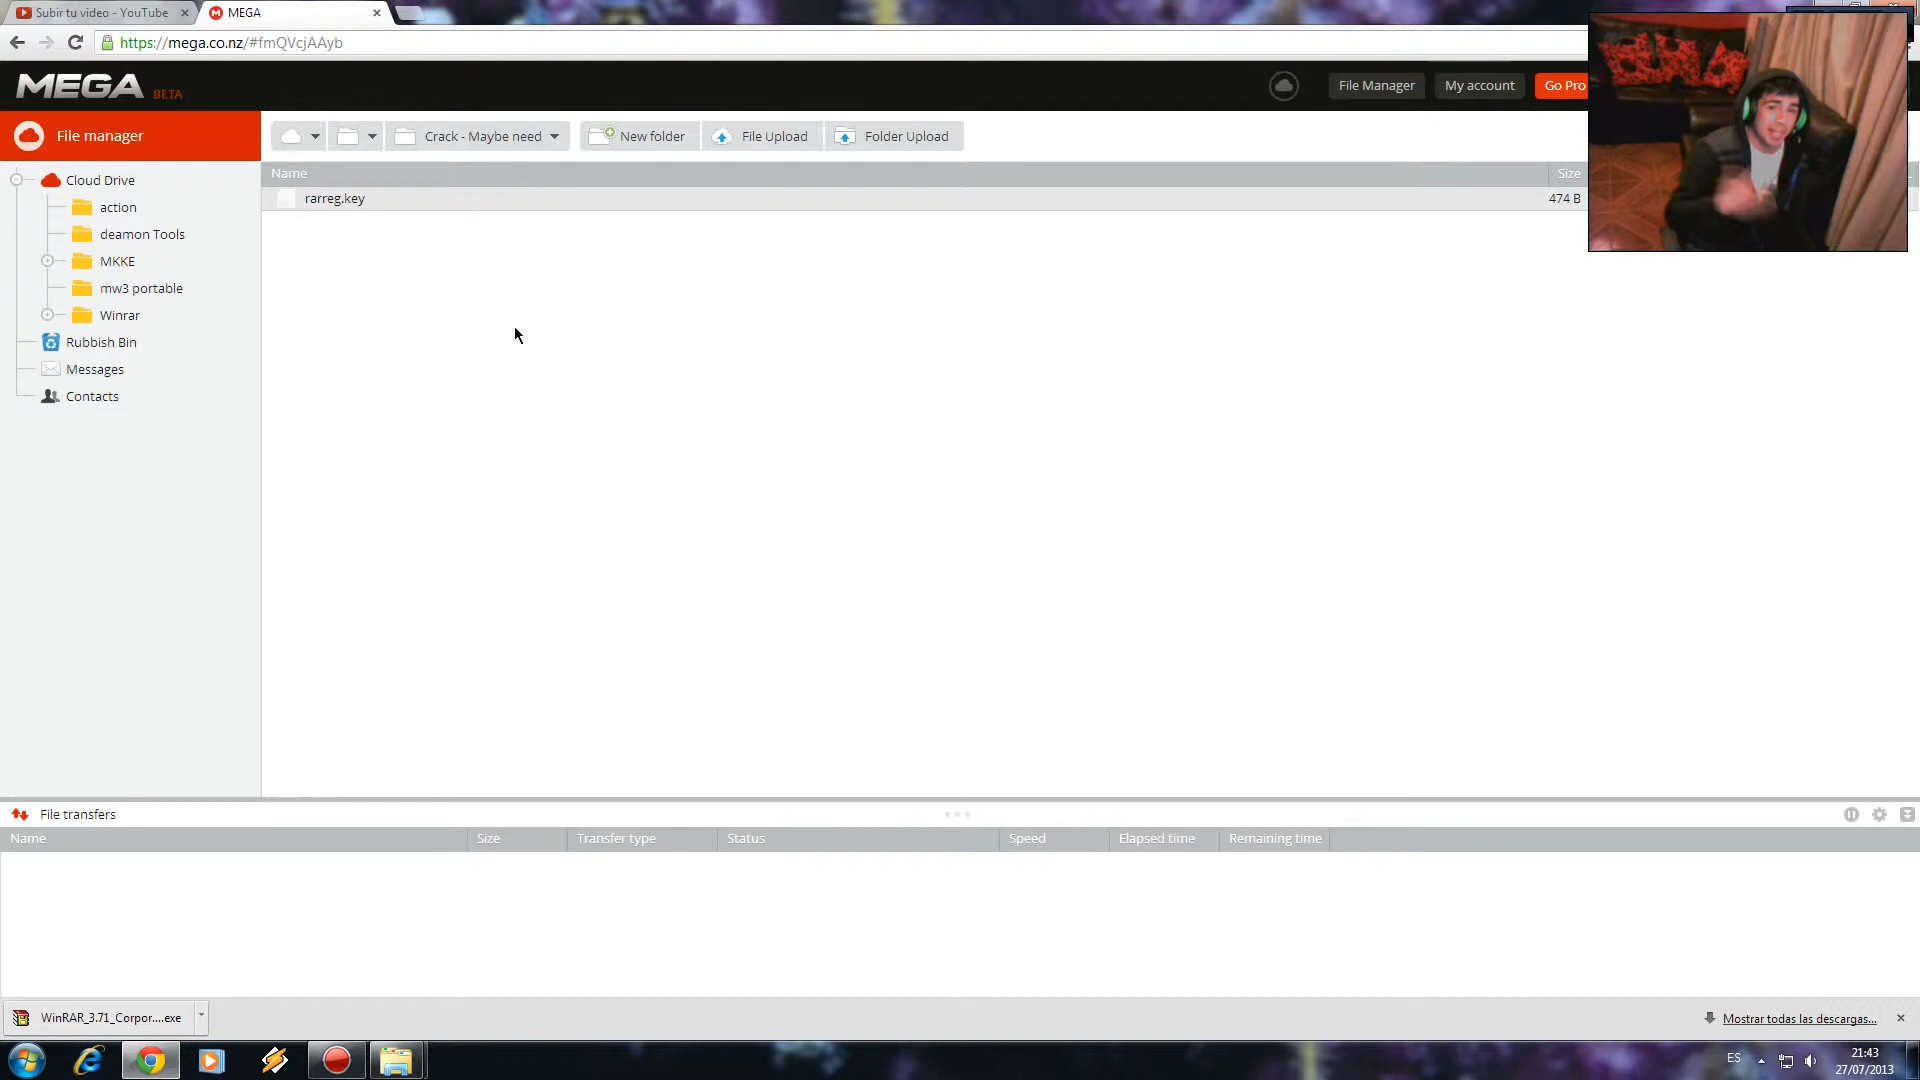 Subir tu video - YouTube
MEGA
https://mega.co.nz/#fmQVcjAAyb
MEGA BETA
File Manager
My account
Go Pro
File manager
Crack - Maybe need
New folder
File Upload
Folder Upload
Name
Size
rarreg.key
474 B
Cloud Drive
action
deamon Tools
MKKE
mw3 portable
Winrar
Rubbish Bin
Messages
Contacts
File transfers
Name
Size
Transfer type
Status
Speed
Elapsed time
Remaining time
WinRAR_3.71_Corpor....exe
Mostrar todas las descargas...
ES
21:43
27/07/2013